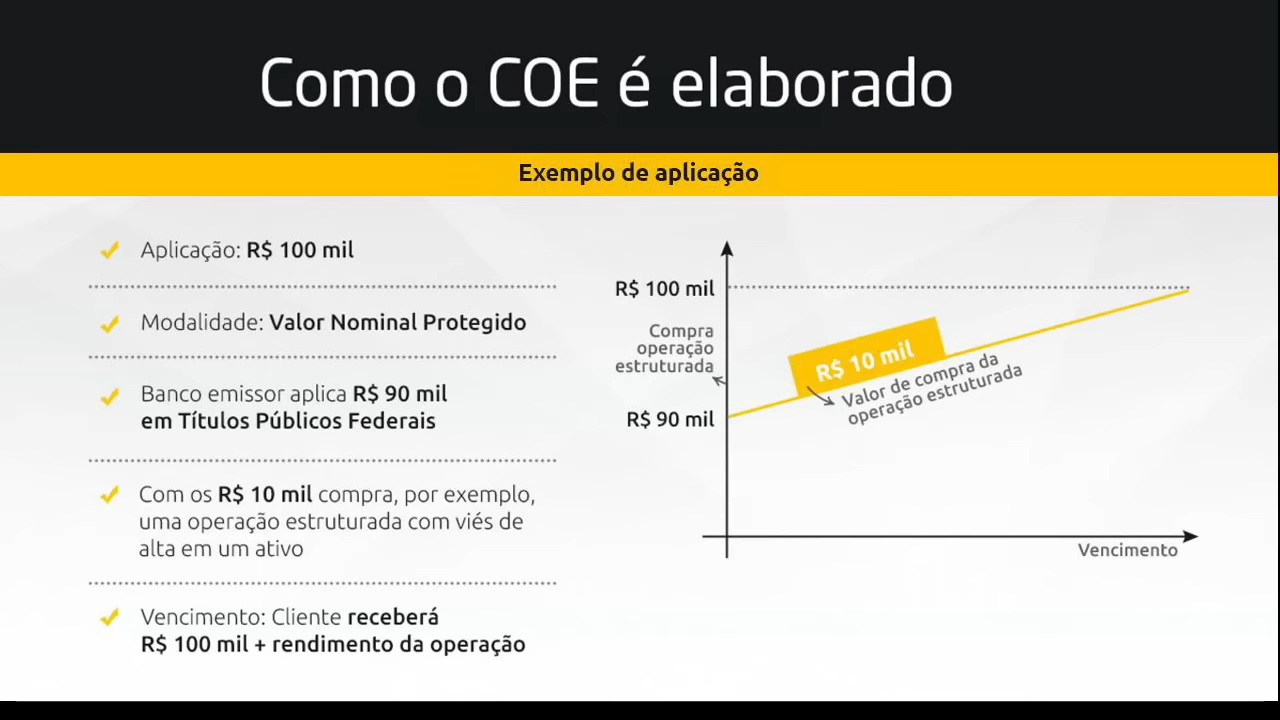 Como o COE é elaborado
Exemplo de aplicação
Aplicação: R$ 100 mil
Modalidade: Valor Nominal Protegido
Banco emissor aplica R$ 90 mil
em Títulos Públicos Federais
Com os R$ 10 mil compra, por exemplo,
uma operação estruturada com viés de
alta em um ativo
Vencimento: Cliente receberá
R$ 100 mil + rendimento da operação
R$ 100 mil
Compra
operação
estruturada
R$ 90 mil
R$ 10 mil
Valor de compra da
operação estruturada
Vencimento